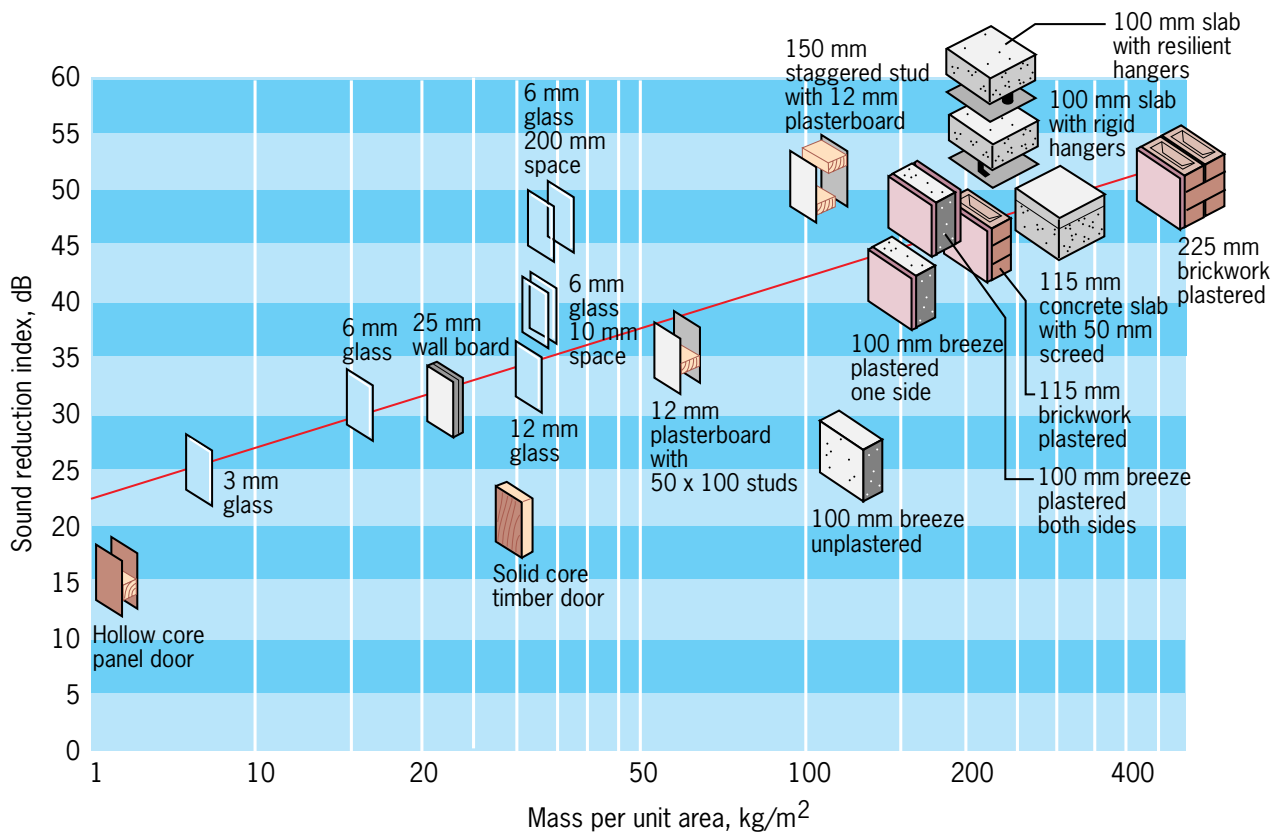 100 mm slab
with resilient
hangers
100 mm slab
with rigid
hangers
150 mm
staggered stud
with 12 mm
plasterboard
6 mm
glass
200 mm
space
6 mm
glass
10 mm
space
6 mm
glass
25 mm
wall board
12 mm
glass
3 mm
glass
12 mm
plasterboard
with
50 x 100 studs
100 mm breeze
plastered
one side
225 mm
brickwork
plastered
115 mm
concrete slab
with 50 mm
screed
115 mm
brickwork
plastered
100 mm breeze
plastered
both sides
100 mm breeze
unplastered
Solid core
timber door
Hollow core
panel door
Sound reduction index, dB
60
55
50
45
40
35
30
25
20
15
10
5
0
1 10 20 50 100 200 400
Mass per unit area, kg/m²